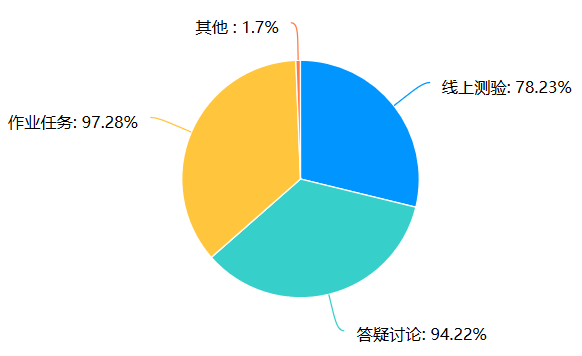 其他 : 1.7%
线上测验: 78.23%
作业任务: 97.28%
答疑讨论: 94.22%